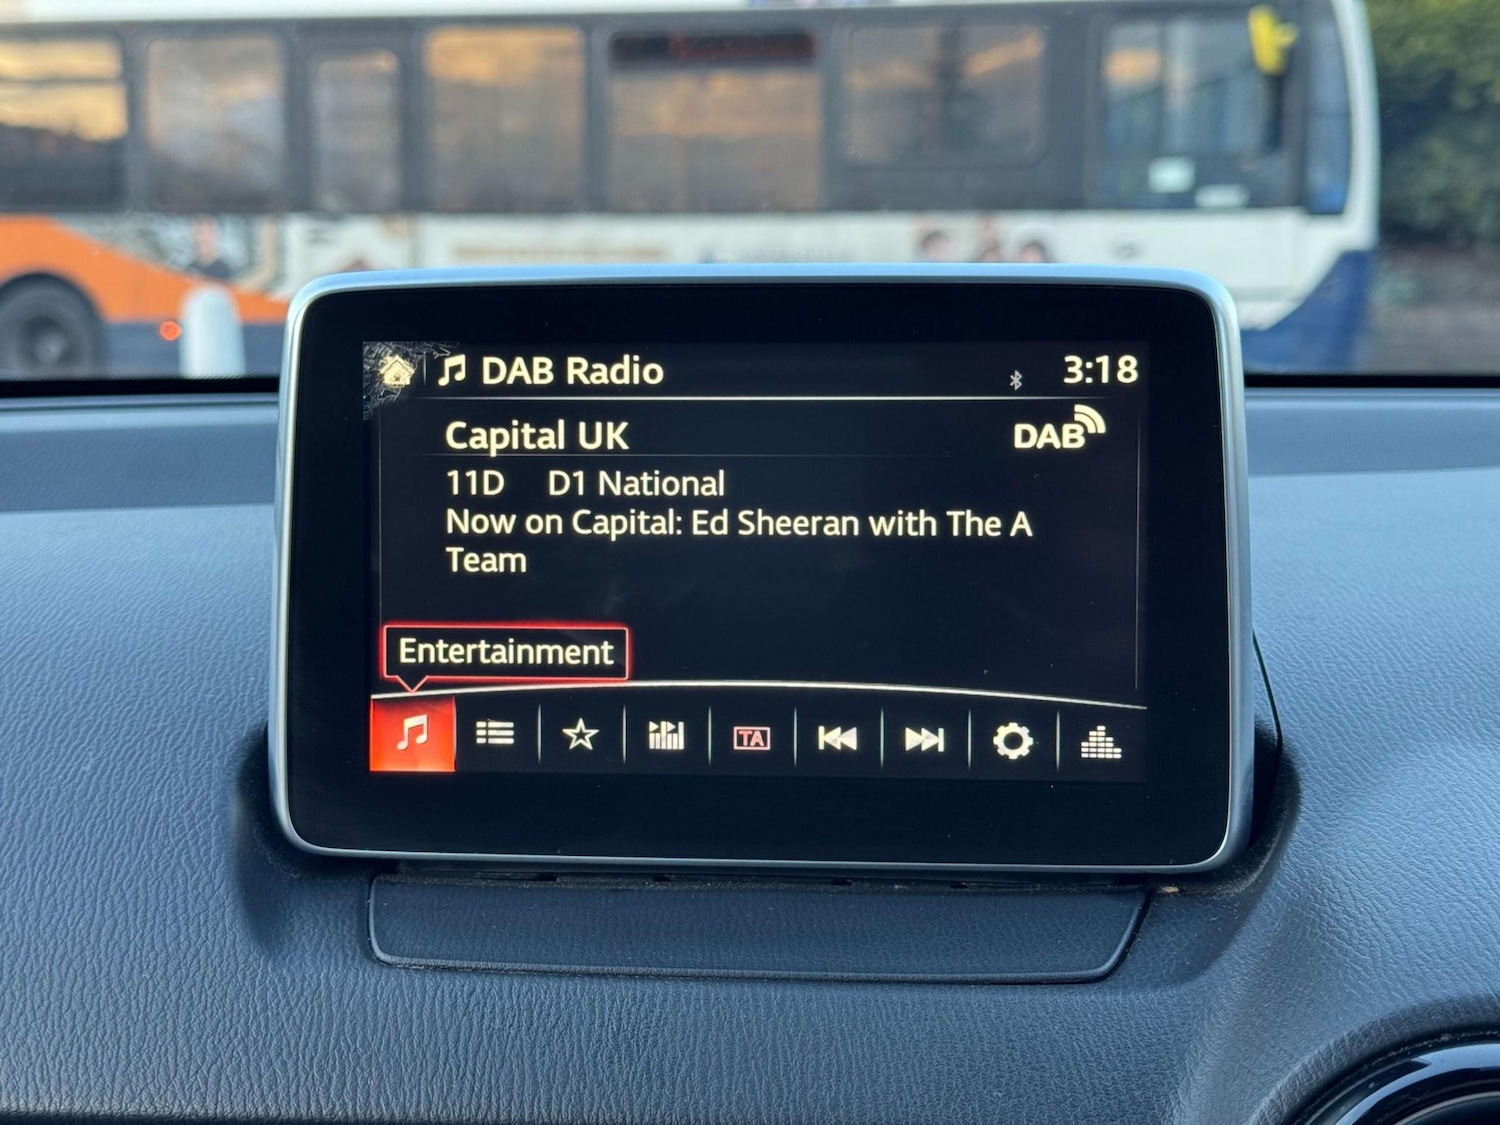 DAB Radio 3:18
Capital UK DAB
11D D1 National
Now on Capital: Ed Sheeran with The A
Team
Entertainment
TA